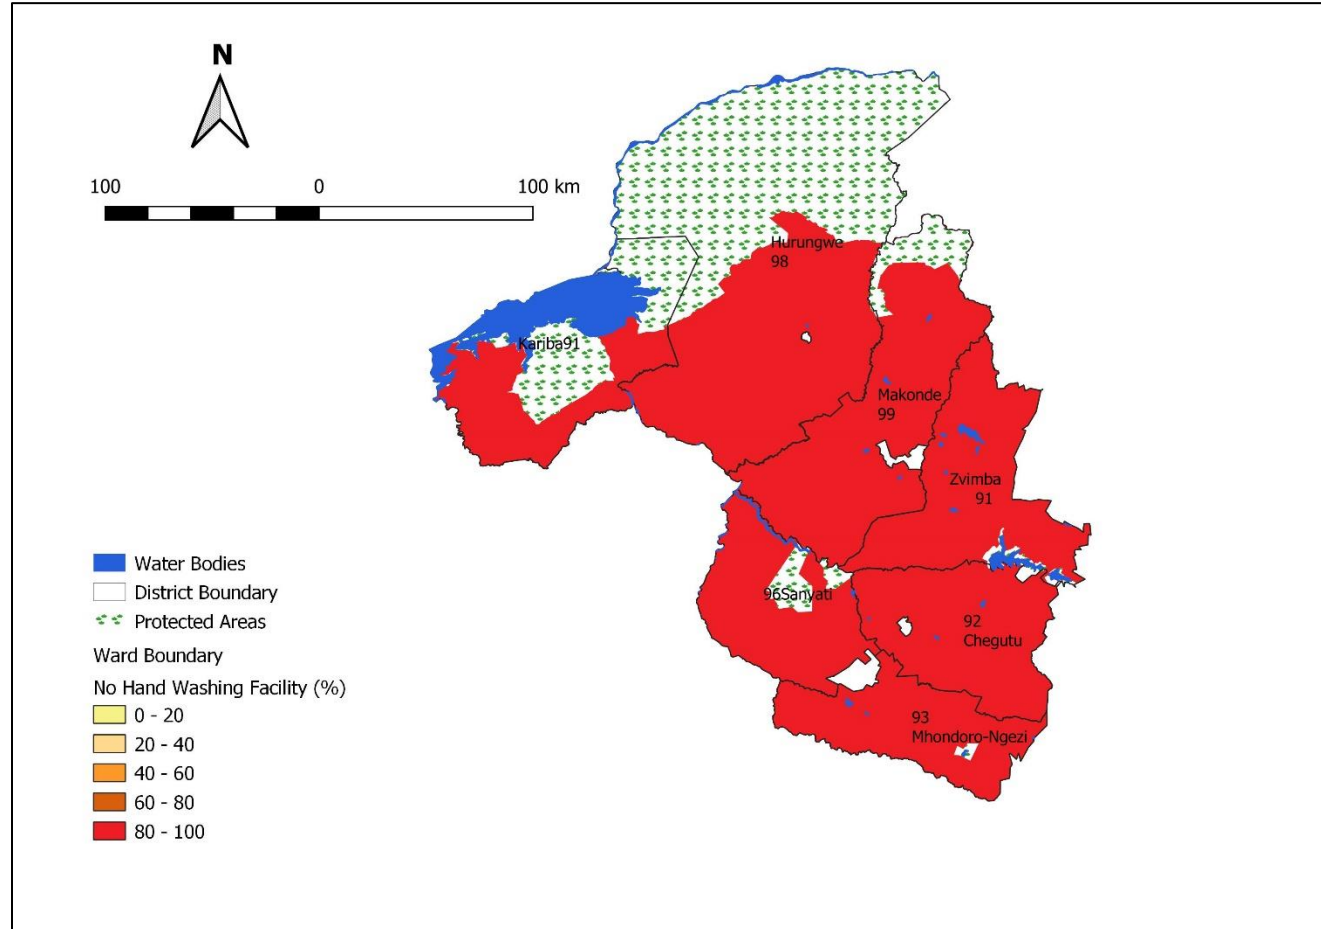 N
100 0 100 km
Hurungwe
98
Kariba91
Makonde
99
Zvimba
91
96Sanyati
92
Chegutu
93
Mhondoro-Ngezi
Water Bodies
District Boundary
Protected Areas
Ward Boundary
No Hand Washing Facility (%)
0 - 20
20 - 40
40 - 60
60 - 80
80 - 100